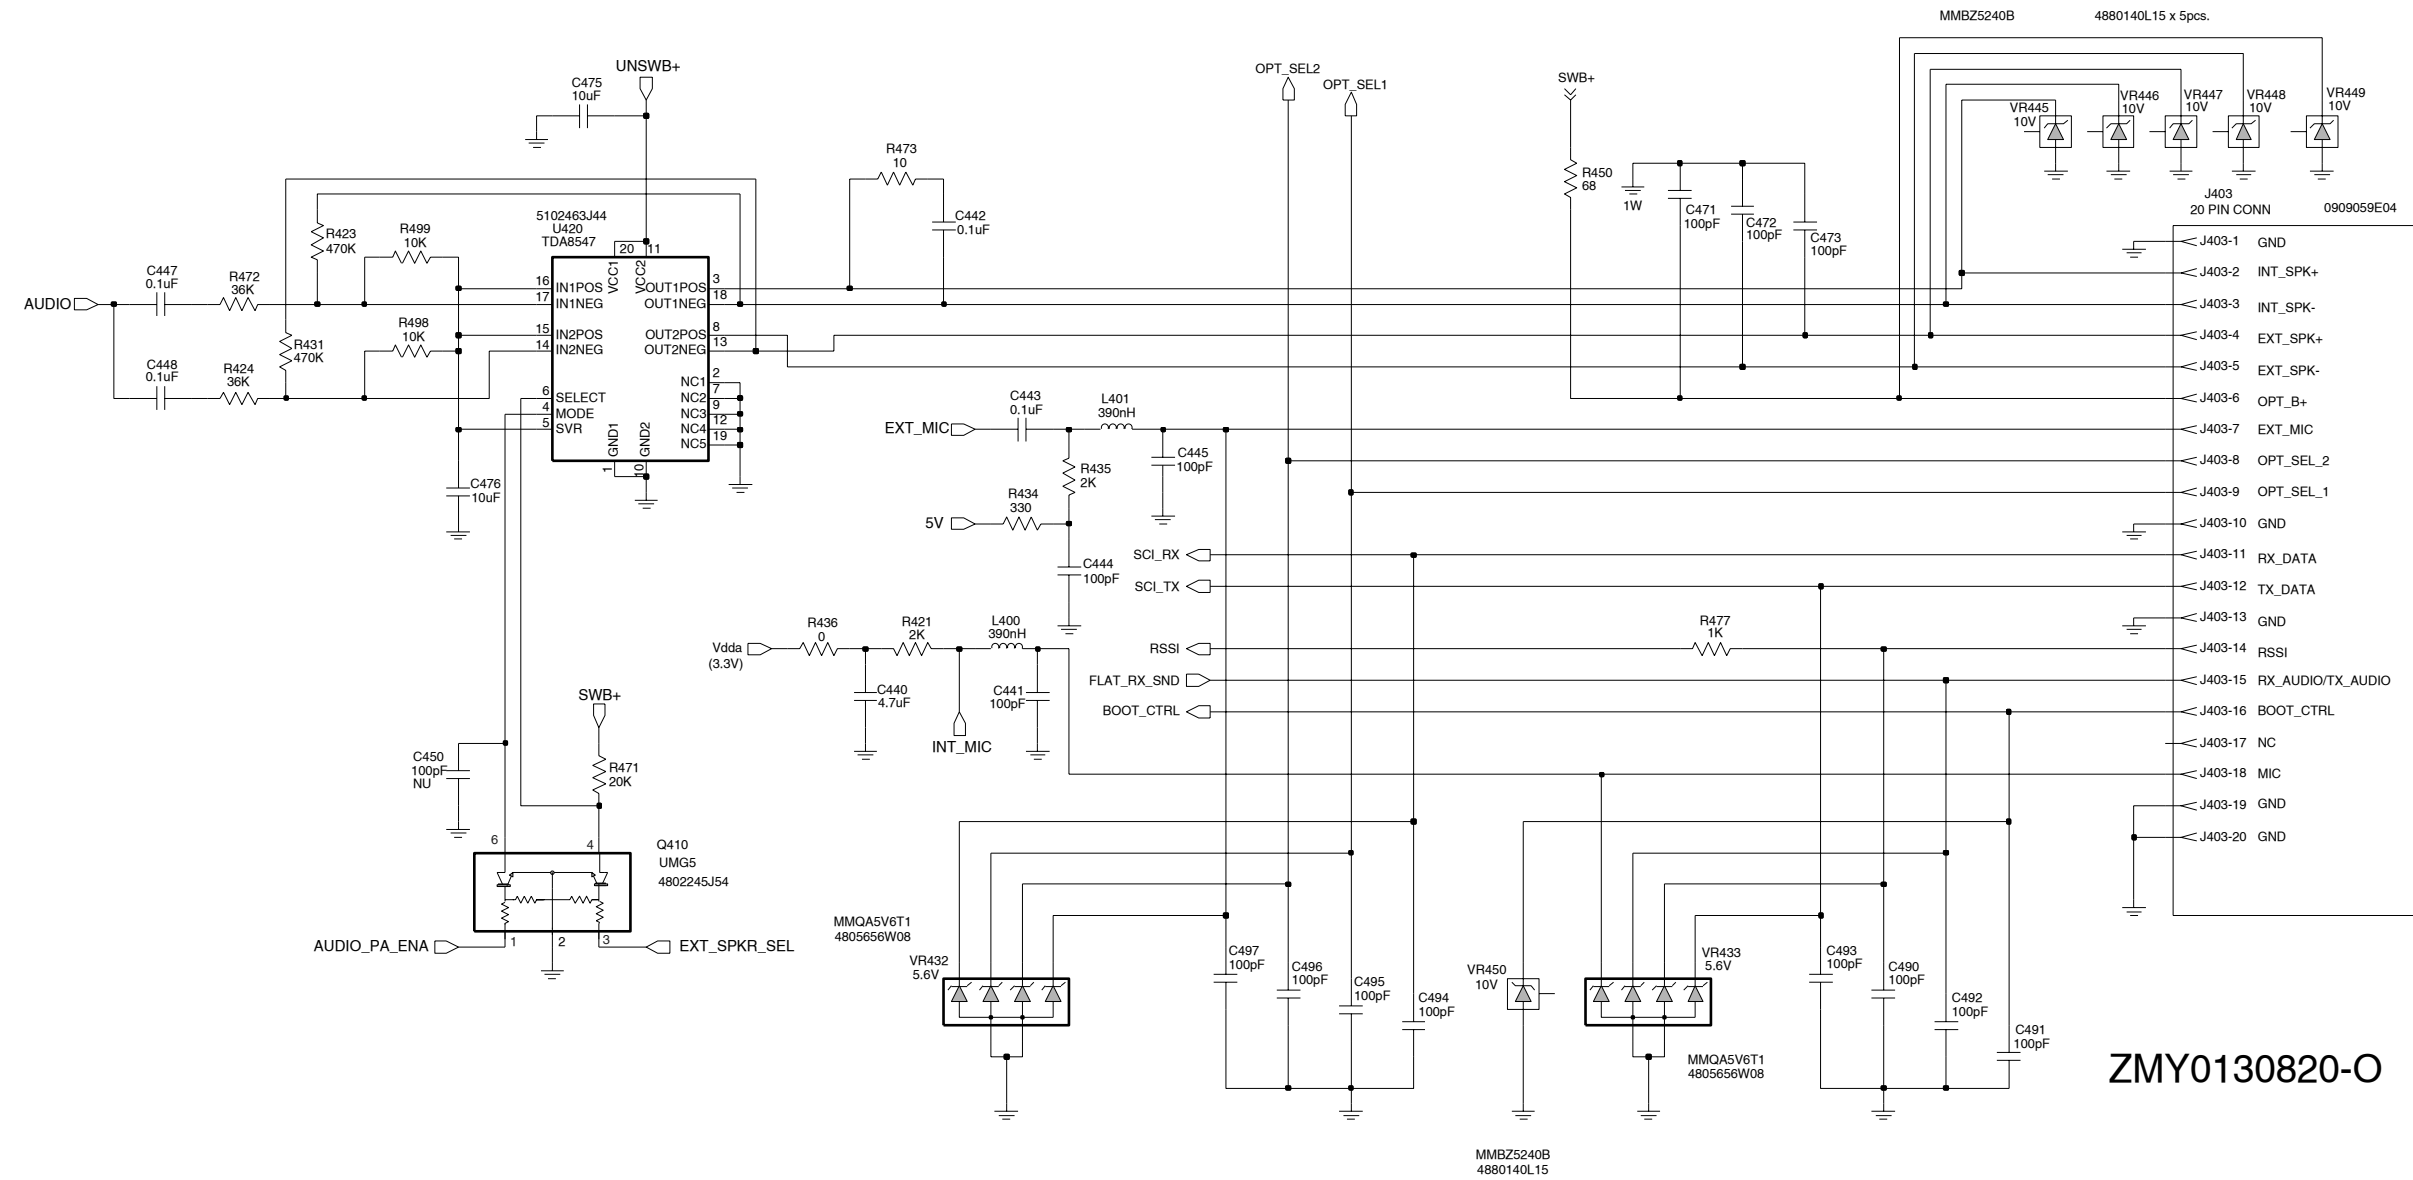 MMBZ5240B 4880140L15 x 5pcs.
UNSWB+
C475
10uF
OPT_SEL2
OPT_SEL1
SWB+
VR445
10V
VR446
10V
VR447
10V
VR448
10V
VR449
10V
R473
10
C442
0.1uF
R450
68
1W
C471
100pF
C472
100pF
C473
100pF
J403
20 PIN CONN 0909059E04
5102463J44
U420
TDA8547
R423
470K
R499
10K
C447
0.1uF
R472
36K
AUDIO
R498
10K
R431
470K
C448
0.1uF
R424
36K
20 11
VCC1 VCC2
16 IN1POS OUT1POS 3
17 IN1NEG OUT1NEG 18
15 IN2POS OUT2POS 8
14 IN2NEG OUT2NEG 13
NC1 2
6 SELECT NC2 7
4 MODE NC3 9
5 SVR NC4 12
NC5 19
GND1 GND2
1 10
C476
10uF
J403-1 GND
J403-2 INT_SPK+
J403-3 INT_SPK-
J403-4 EXT_SPK+
J403-5 EXT_SPK-
J403-6 OPT_B+
J403-7 EXT_MIC
J403-8 OPT_SEL_2
J403-9 OPT_SEL_1
J403-10 GND
J403-11 RX_DATA
J403-12 TX_DATA
J403-13 GND
J403-14 RSSI
J403-15 RX_AUDIO/TX_AUDIO
J403-16 BOOT_CTRL
J403-17 NC
J403-18 MIC
J403-19 GND
J403-20 GND
EXT_MIC
C443
0.1uF
L401
390nH
C445
100pF
R435
2K
R434
330
5V
C444
100pF
SCI_RX
SCI_TX
RSSI
FLAT_RX_SND
BOOT_CTRL
R477
1K
Vdda
(3.3V)
R436
0
R421
2K
L400
390nH
C440
4.7uF
C441
100pF
INT_MIC
SWB+
R471
20K
C450
100pF
NU
6 4
Q410
UMG5
4802245J54
AUDIO_PA_ENA
1 2 3
EXT_SPKR_SEL
MMQA5V6T1
4805656W08
VR432
5.6V
C497
100pF
C496
100pF
C495
100pF
C494
100pF
VR450
10V
VR433
5.6V
C493
100pF
C490
100pF
C492
100pF
C491
100pF
MMQA5V6T1
4805656W08
MMBZ5240B
4880140L15
ZMY0130820-O